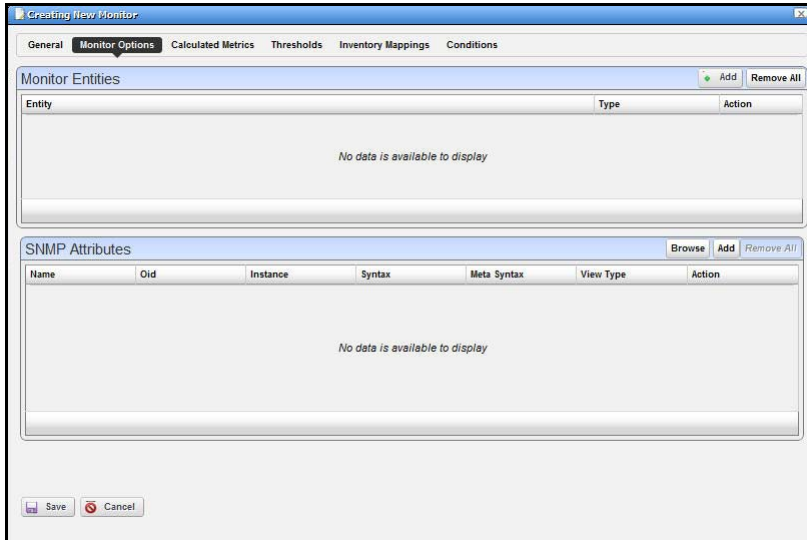 Creating New Monitor
General Monitor Options Calculated Metrics Thresholds Inventory Mappings Conditions
Monitor Entities Add Remove All
Entity Type Action
No data is available to display
SNMP Attributes Browse Add Remove All
Name Oid Instance Syntax Meta Syntax View Type Action
No data is available to display
Save Cancel